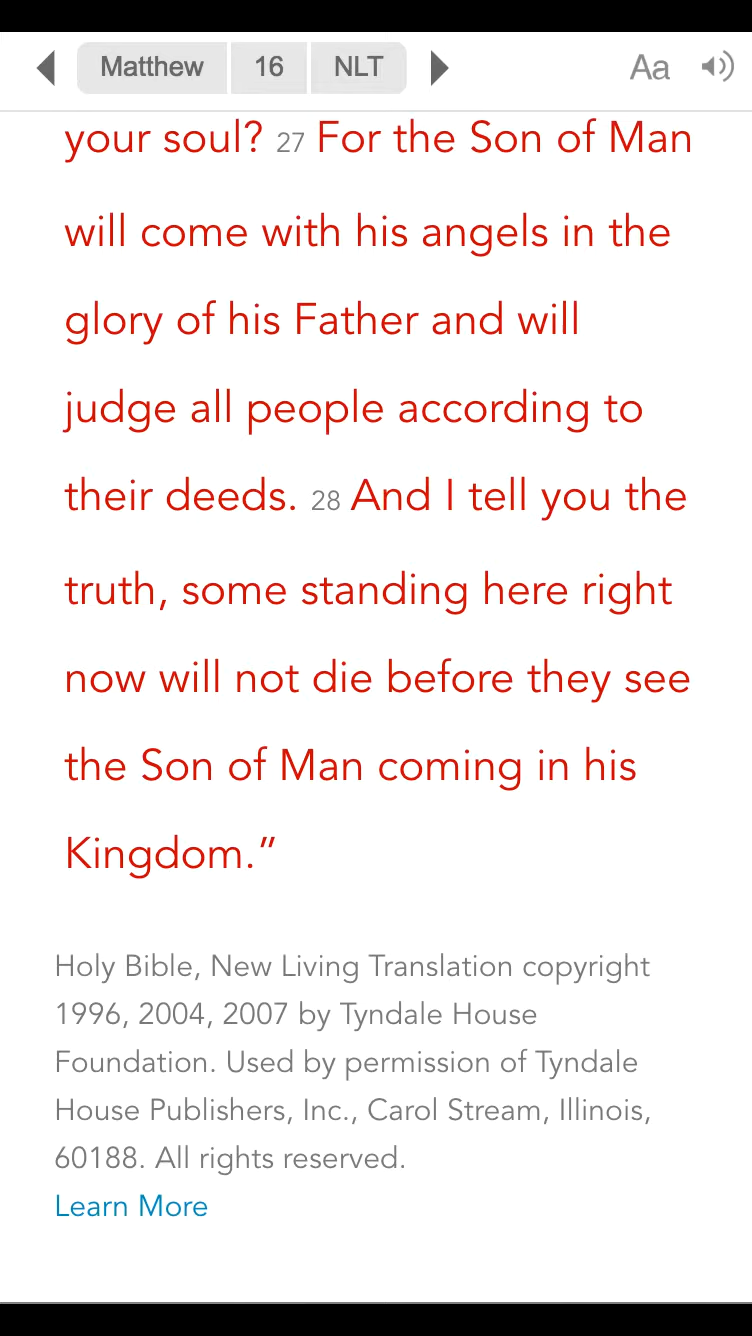 Matthew 16 NLT Aa
your soul? 27 For the Son of Man
will come with his angels in the
glory of his Father and will
judge all people according to
their deeds. 28 And I tell you the
truth, some standing here right
now will not die before they see
the Son of Man coming in his
Kingdom.”
Holy Bible, New Living Translation copyright
1996, 2004, 2007 by Tyndale House
Foundation. Used by permission of Tyndale
House Publishers, Inc., Carol Stream, Illinois,
60188. All rights reserved.
Learn More